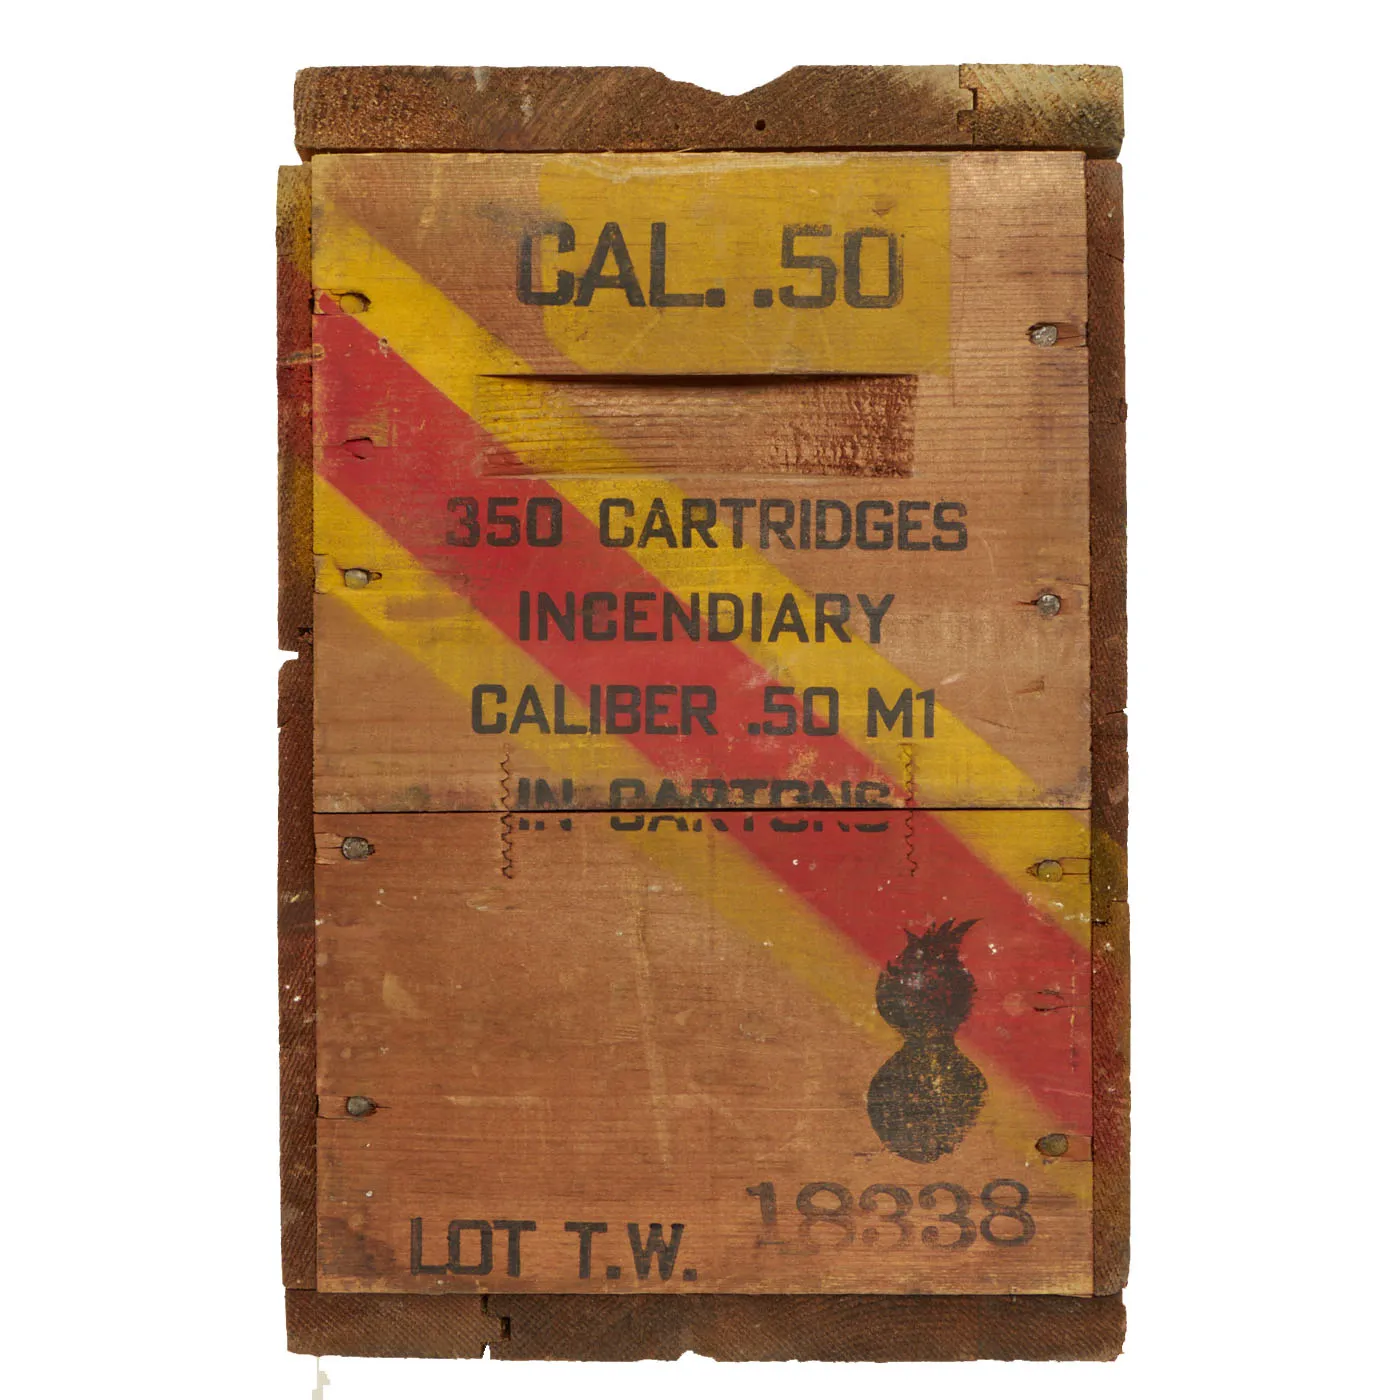 CAL. .50
350 CARTRIDGES
INCENDIARY
CALIBER .50 M1
IN CARTONS
LOT T.W. 18338